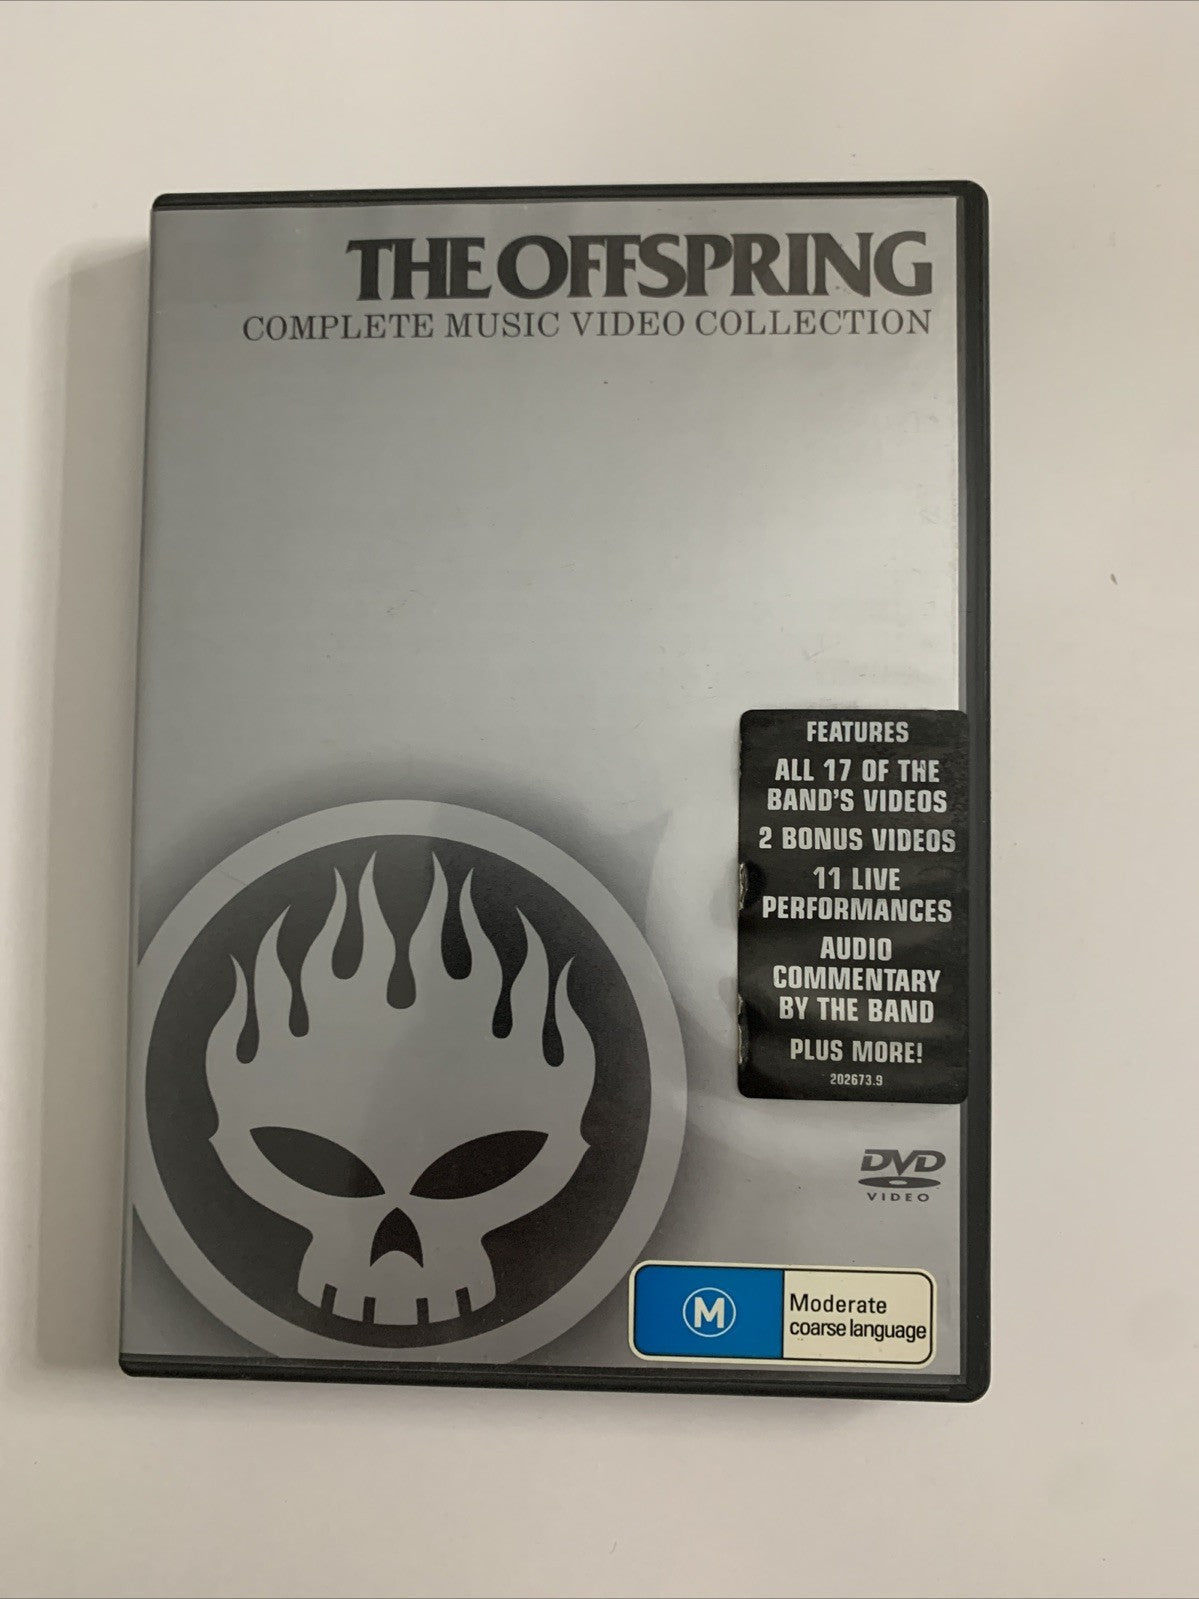 THE OFFSPRING
COMPLETE MUSIC VIDEO COLLECTION
FEATURES
ALL 17 OF THE
BAND'S VIDEOS
2 BONUS VIDEOS
11 LIVE
PERFORMANCES
AUDIO
COMMENTARY
BY THE BAND
PLUS MORE!
202673.9
DVD
VIDEO
M
Moderate
coarse language